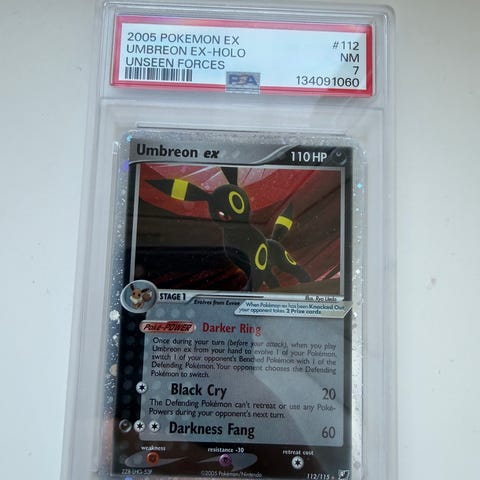 2005 POKEMON EX #112
UMBREON EX-HOLO NM
UNSEEN FORCES 7
PSA 134091060
Umbreon ex 110 HP
Illus. Ryo Ueda
STAGE 1
Evolves from Eevee
When Pokémon-ex has been Knocked Out,
your opponent takes 2 Prize cards.
Poké-POWER Darker Ring
Once during your turn (before your attack), when you play
Umbreon ex from your hand to evolve 1 of your Pokémon,
switch 1 of your opponent's Benched Pokémon with 1 of the
Defending Pokémon. Your opponent chooses the Defending
Pokémon to switch.
Black Cry 20
The Defending Pokémon can't retreat or use any Poké-
Powers during your opponent's next turn.
Darkness Fang 60
weakness resistance -30 retreat cost
©2005 Pokémon/Nintendo 112/115